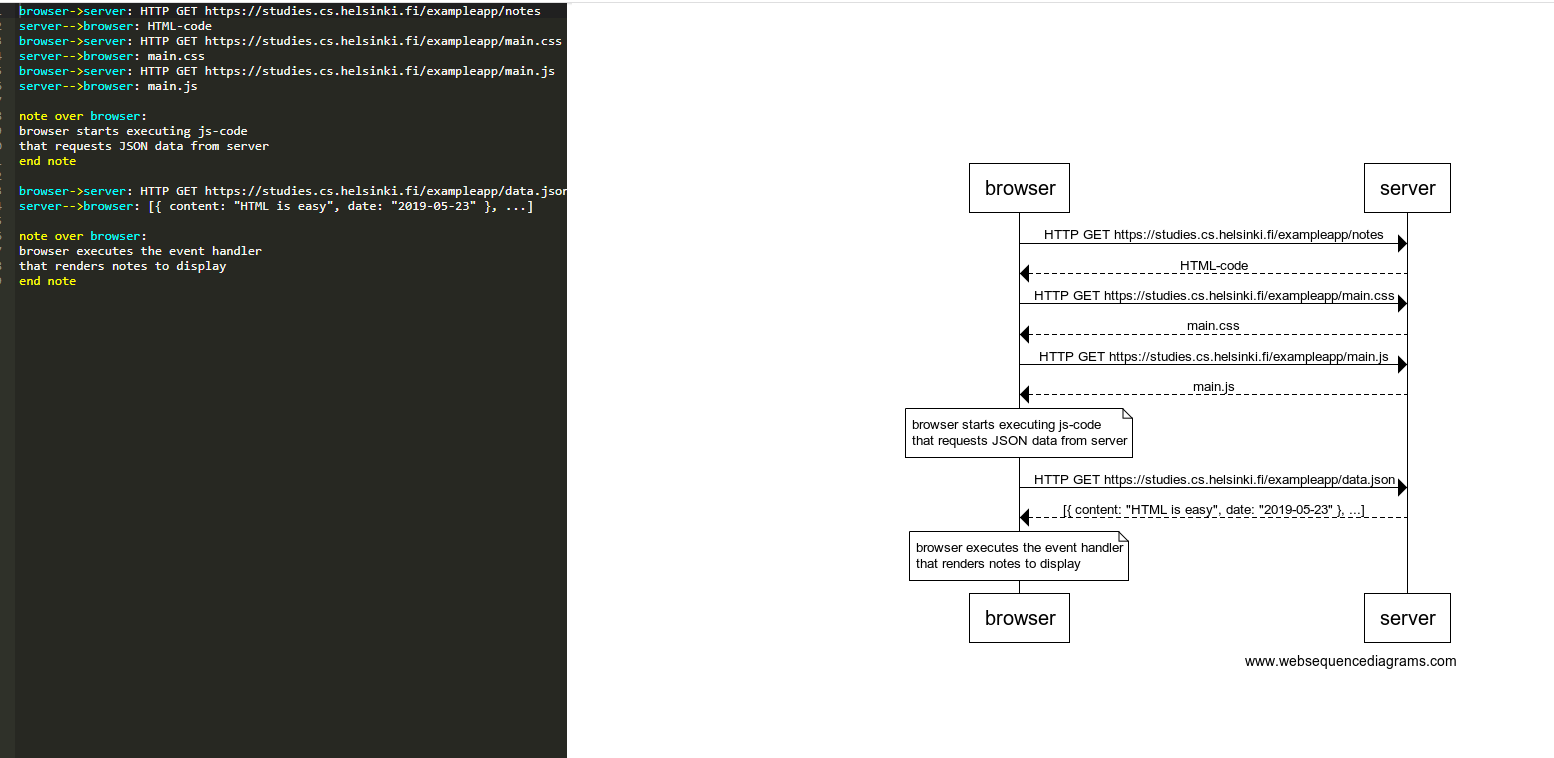 browser->server: HTTP GET https://studies.cs.helsinki.fi/exampleapp/notes
server-->browser: HTML-code
browser->server: HTTP GET https://studies.cs.helsinki.fi/exampleapp/main.css
server-->browser: main.css
browser->server: HTTP GET https://studies.cs.helsinki.fi/exampleapp/main.js
server-->browser: main.js
note over browser:
browser starts executing js-code
that requests JSON data from server
end note
browser->server: HTTP GET https://studies.cs.helsinki.fi/exampleapp/data.json
server-->browser: [{ content: "HTML is easy", date: "2019-05-23" }, ...]
note over browser:
browser executes the event handler
that renders notes to display
end note
browser
server
HTTP GET https://studies.cs.helsinki.fi/exampleapp/notes
HTML-code
HTTP GET https://studies.cs.helsinki.fi/exampleapp/main.css
main.css
HTTP GET https://studies.cs.helsinki.fi/exampleapp/main.js
main.js
browser starts executing js-code
that requests JSON data from server
HTTP GET https://studies.cs.helsinki.fi/exampleapp/data.json
[{ content: "HTML is easy", date: "2019-05-23" }, ...]
browser executes the event handler
that renders notes to display
browser
server
www.websequencediagrams.com